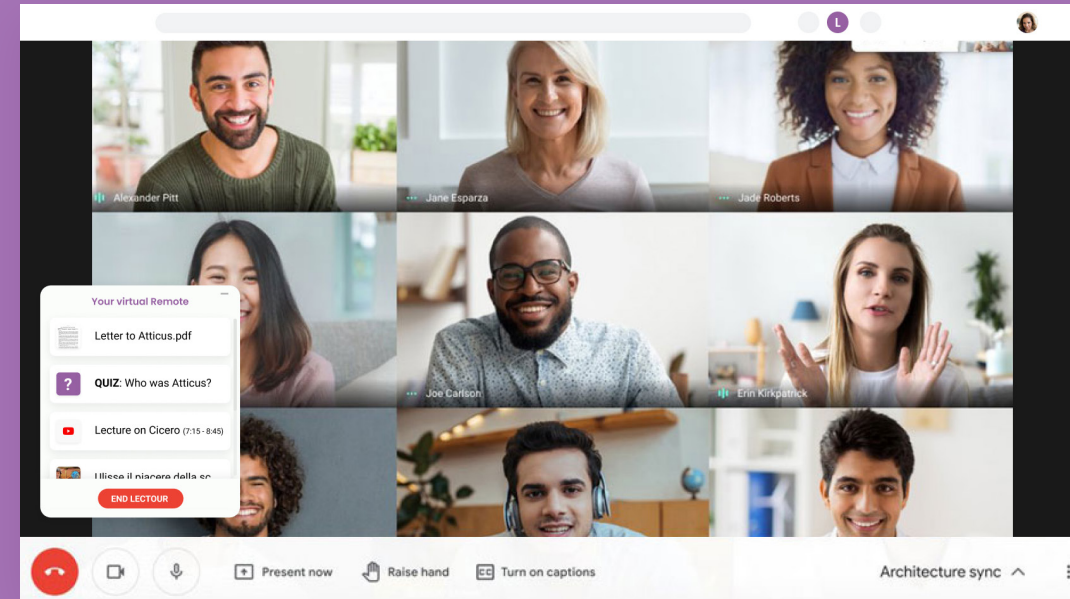 L
Alexander Pitt
Jane Esparza
Jade Roberts
Your virtual Remote
Letter to Atticus.pdf
?
QUIZ: Who was Atticus?
Lecture on Cicero (7:15 - 8:45)
Ulisse il piacere della sc
END LECTOUR
Joe Carlson
Erin Kirkpatrick
Present now
Raise hand
CC Turn on captions
Architecture sync